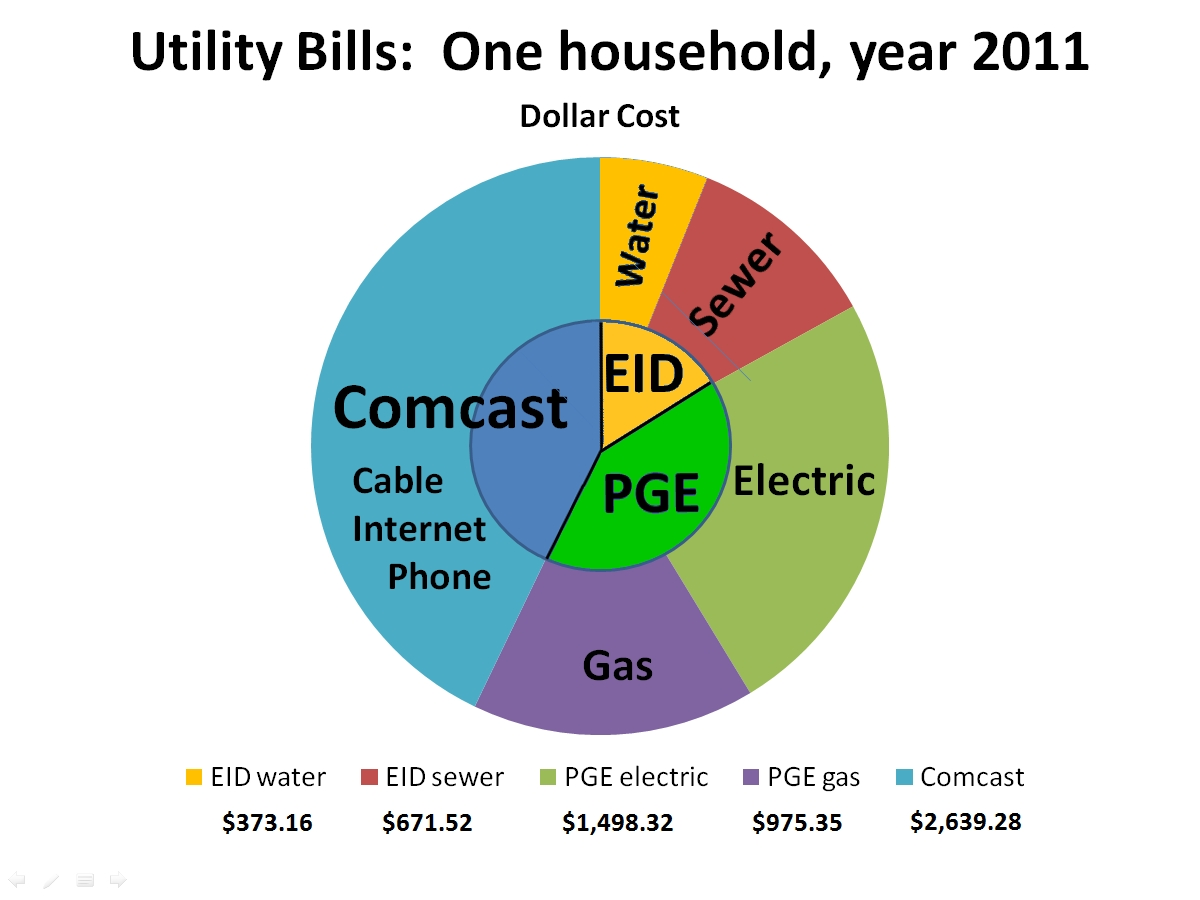 Utility Bills:  One household, year 2011
Dollar Cost
Water
Sewer
EID
Comcast
Cable
Internet
Phone
PGE
Electric
Gas
EID water EID sewer PGE electric PGE gas Comcast
$373.16 $671.52 $1,498.32 $975.35 $2,639.28